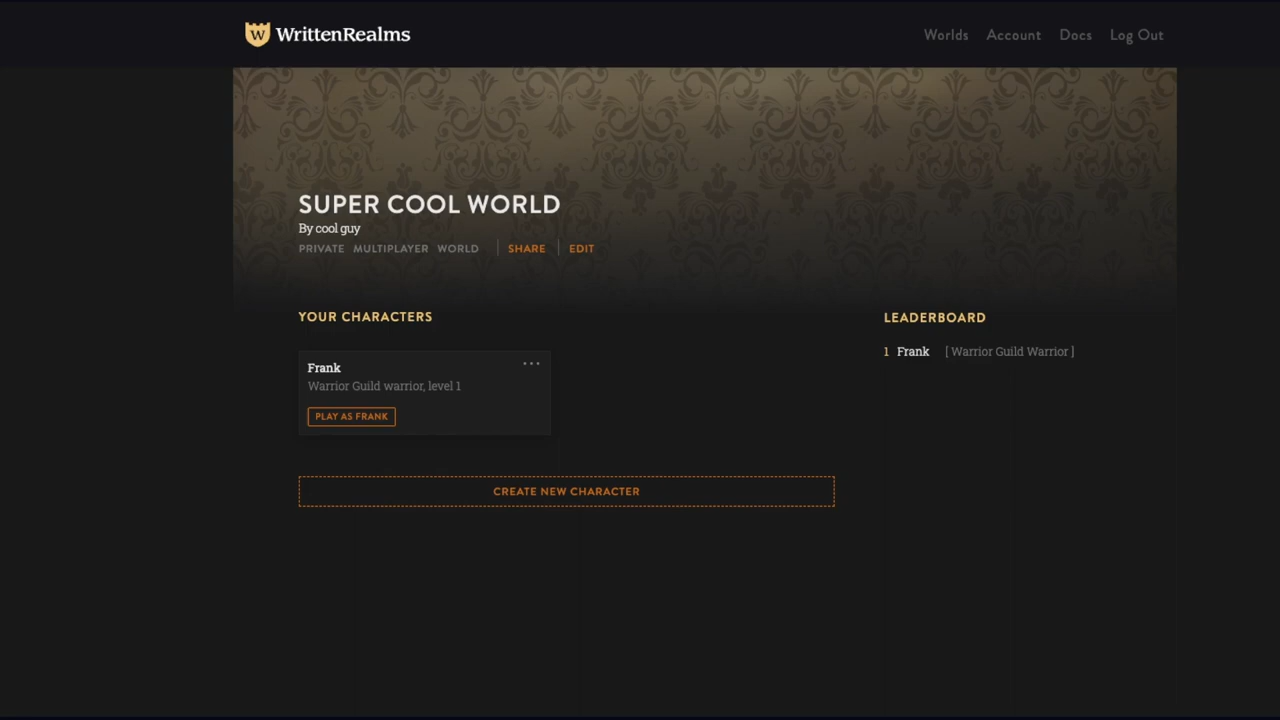 W WrittenRealms
Worlds Account Docs Log Out
SUPER COOL WORLD
By cool guy
PRIVATE MULTIPLAYER WORLD SHARE EDIT
YOUR CHARACTERS
Frank
Warrior Guild warrior, level 1
PLAY AS FRANK
CREATE NEW CHARACTER
LEADERBOARD
1 Frank [ Warrior Guild Warrior ]